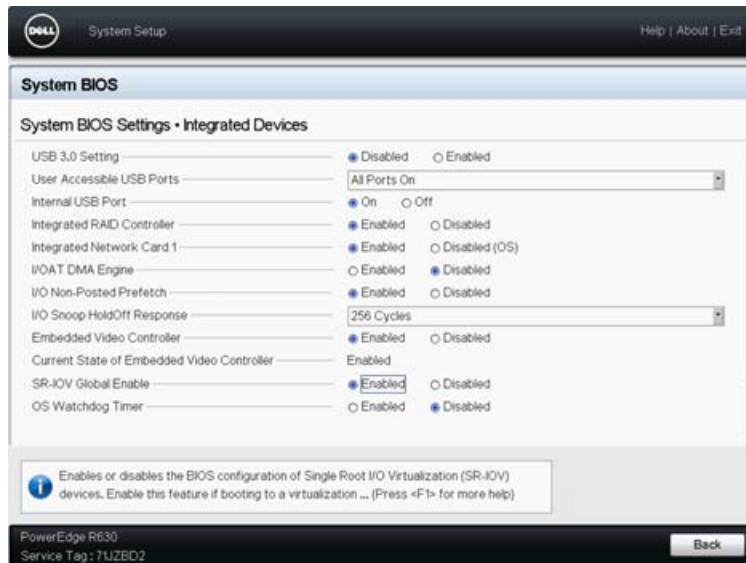 DELL
System Setup
Help | About | Exit
System BIOS
System BIOS Settings • Integrated Devices
USB 3.0 Setting Disabled Enabled
User Accessible USB Ports All Ports On
Internal USB Port On Off
Integrated RAID Controller Enabled Disabled
Integrated Network Card 1 Enabled Disabled (OS)
I/OAT DMA Engine Enabled Disabled
I/O Non-Posted Prefetch Enabled Disabled
I/O Snoop HoldOff Response 256 Cycles
Embedded Video Controller Enabled Disabled
Current State of Embedded Video Controller Enabled
SR-IOV Global Enable Enabled Disabled
OS Watchdog Timer Enabled Disabled
Enables or disables the BIOS configuration of Single Root I/O Virtualization (SR-IOV)
devices. Enable this feature if booting to a virtualization ... (Press <F1> for more help)
PowerEdge R630
Service Tag : 71JZBD2
Back